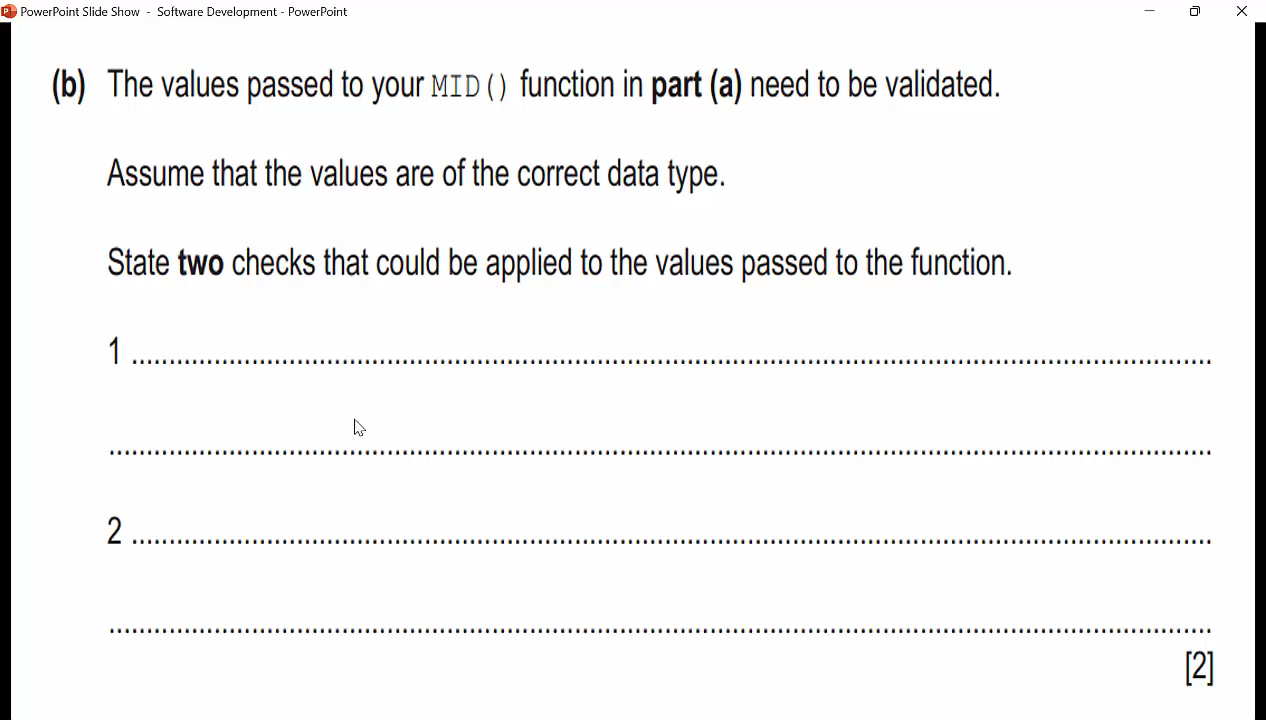 PowerPoint Slide Show - Software Development - PowerPoint
(b) The values passed to your MID() function in part (a) need to be validated.
Assume that the values are of the correct data type.
State two checks that could be applied to the values passed to the function.
1 ................................................................................
................................................................................
2 ................................................................................
................................................................................
[2]